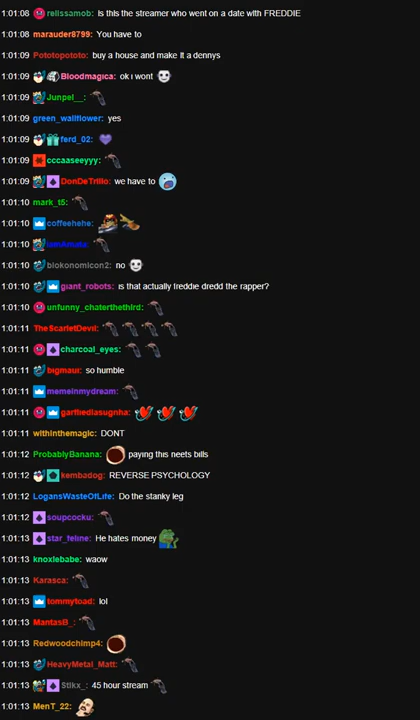 1:01:08 relissamob: Is this the streamer who went on a date with FREDDIE
1:01:08 marauder8799: You have to
1:01:09 Pototopototo: buy a house and make it a dennys
1:01:09 Bloodmagica: ok i wont
1:01:09 Junpei__:
1:01:09 green_wallflower: yes
1:01:09 ferd_02:
1:01:09 cccaaseeyyy:
1:01:09 DonDeTrillo: we have to
1:01:10 mark_t5:
1:01:10 coffeehehe:
1:01:10
1:01:10 biokonomicon2: no
1:01:10 giant_robots: is that actually freddie dredd the rapper?
1:01:10 unfunny_chaterthethird:
1:01:11 TheScarletDevil:
1:01:11 charcoal_eyes:
1:01:11 bigmaui: so humble
1:01:11 memeinmydream:
1:01:11 garfliedlasugnha:
1:01:11 withinthemagic: DONT
1:01:12 ProbablyBanana: paying this neets bills
1:01:12 kembadog: REVERSE PSYCHOLOGY
1:01:12 LogansWasteOfLife: Do the stanky leg
1:01:12 soupcocku:
1:01:13 star_feline: He hates money
1:01:13 knoxiebabe: waow
1:01:13 Karasca:
1:01:13 tommytoad: lol
1:01:13 MantasB_:
1:01:13 Redwoodchimp4:
1:01:13 HeavyMetal_Matt:
1:01:13 Stikx_: 45 hour stream
1:01:13 MenT_22: